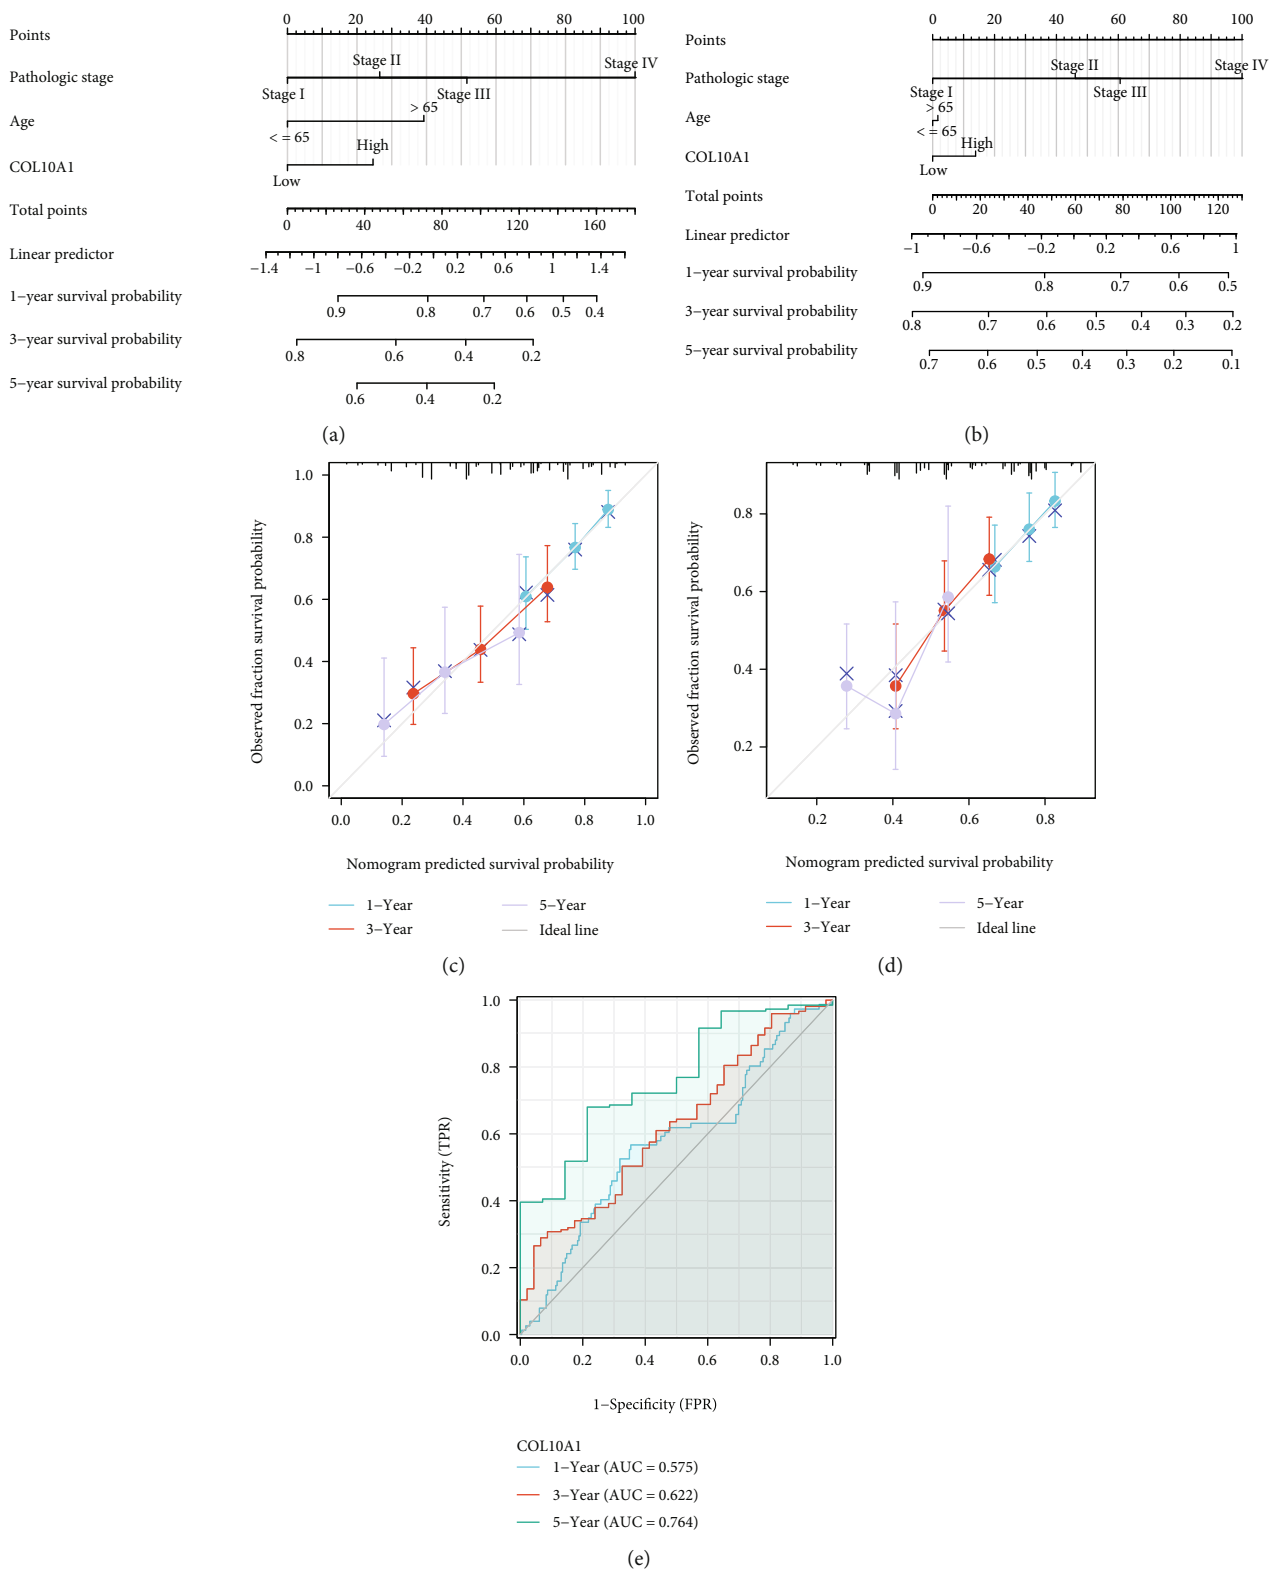 Points
0 20 40 60 80 100
Pathologic stage
Stage I Stage II Stage III Stage IV
Age
<= 65 > 65
COL10A1
Low High
Total points
0 40 80 120 160
Linear predictor
−1.4 −1 −0.6 −0.2 0.2 0.6 1 1.4
1−year survival probability
0.9 0.8 0.7 0.6 0.5 0.4
3−year survival probability
0.8 0.6 0.4 0.2
5−year survival probability
0.6 0.4 0.2
(a)
Points
0 20 40 60 80 100
Pathologic stage
Stage I Stage II Stage III Stage IV
Age
> 65
<= 65
COL10A1
Low High
Total points
0 20 40 60 80 100 120
Linear predictor
−1 −0.6 −0.2 0.2 0.6 1
1−year survival probability
0.9 0.8 0.7 0.6 0.5
3−year survival probability
0.8 0.7 0.6 0.5 0.4 0.3 0.2
5−year survival probability
0.7 0.6 0.5 0.4 0.3 0.2 0.1
(b)
Observed fraction survival probability
1.0
0.8
0.6
0.4
0.2
0.0
0.0 0.2 0.4 0.6 0.8 1.0
Nomogram predicted survival probability
1−Year 5−Year
3−Year Ideal line
(c)
Observed fraction survival probability
0.8
0.6
0.4
0.2
0.2 0.4 0.6 0.8
Nomogram predicted survival probability
1−Year 5−Year
3−Year Ideal line
(d)
Sensitivity (TPR)
1.0
0.8
0.6
0.4
0.2
0.0
0.0 0.2 0.4 0.6 0.8 1.0
1−Specificity (FPR)
COL10A1
1−Year (AUC = 0.575)
3−Year (AUC = 0.622)
5−Year (AUC = 0.764)
(e)